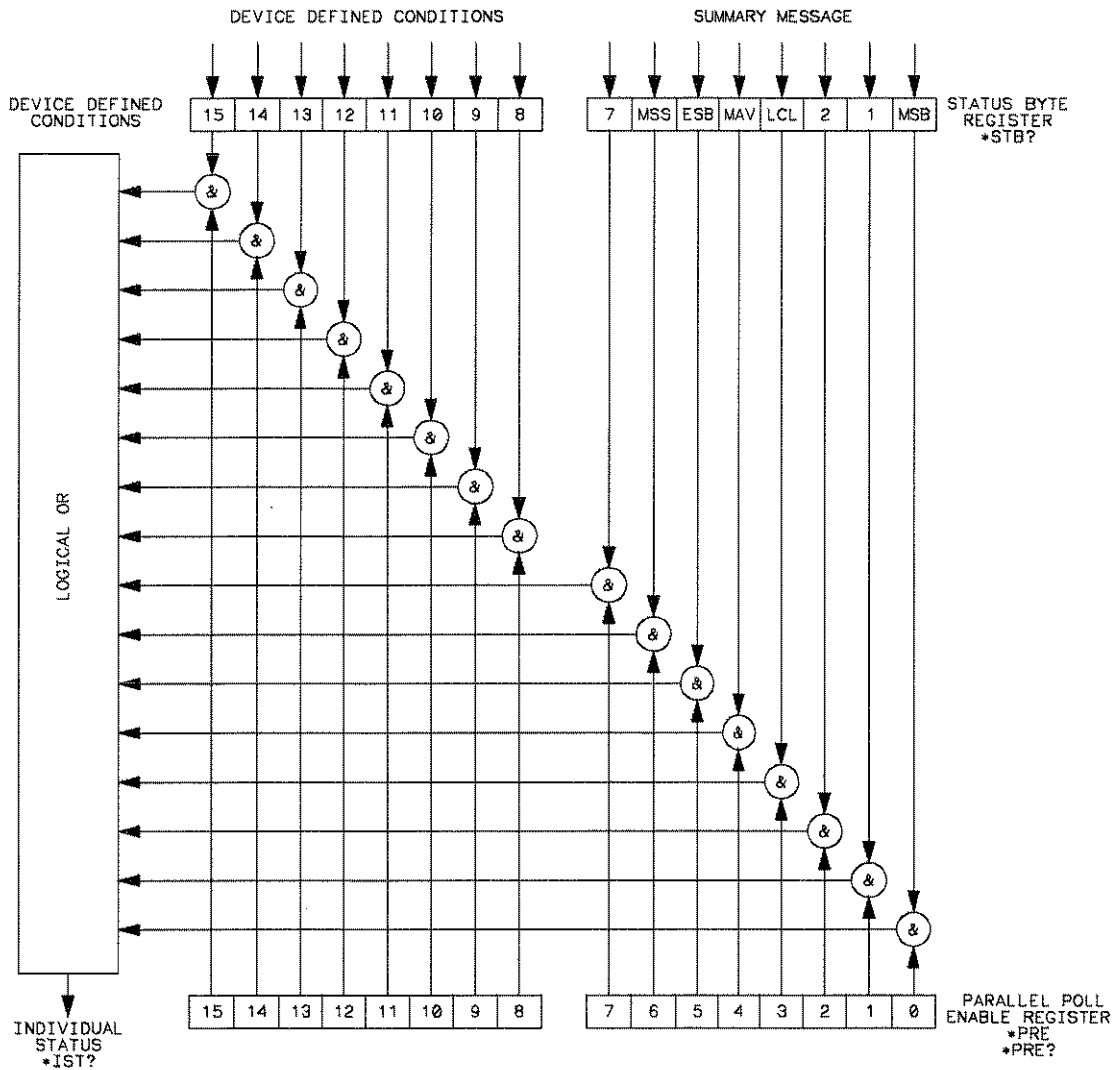 DEVICE DEFINED CONDITIONS
SUMMARY MESSAGE
DEVICE DEFINED
CONDITIONS
15 14 13 12 11 10 9 8
7 MSS ESB MAV LCL 2 1 MSB
STATUS BYTE
REGISTER
*STB?
&
&
&
&
&
&
&
&
LOGICAL OR
&
&
&
&
&
&
&
&
15 14 13 12 11 10 9 8
7 6 5 4 3 2 1 0
PARALLEL POLL
ENABLE REGISTER
*PRE
*PRE?
INDIVIDUAL
STATUS
*IST?